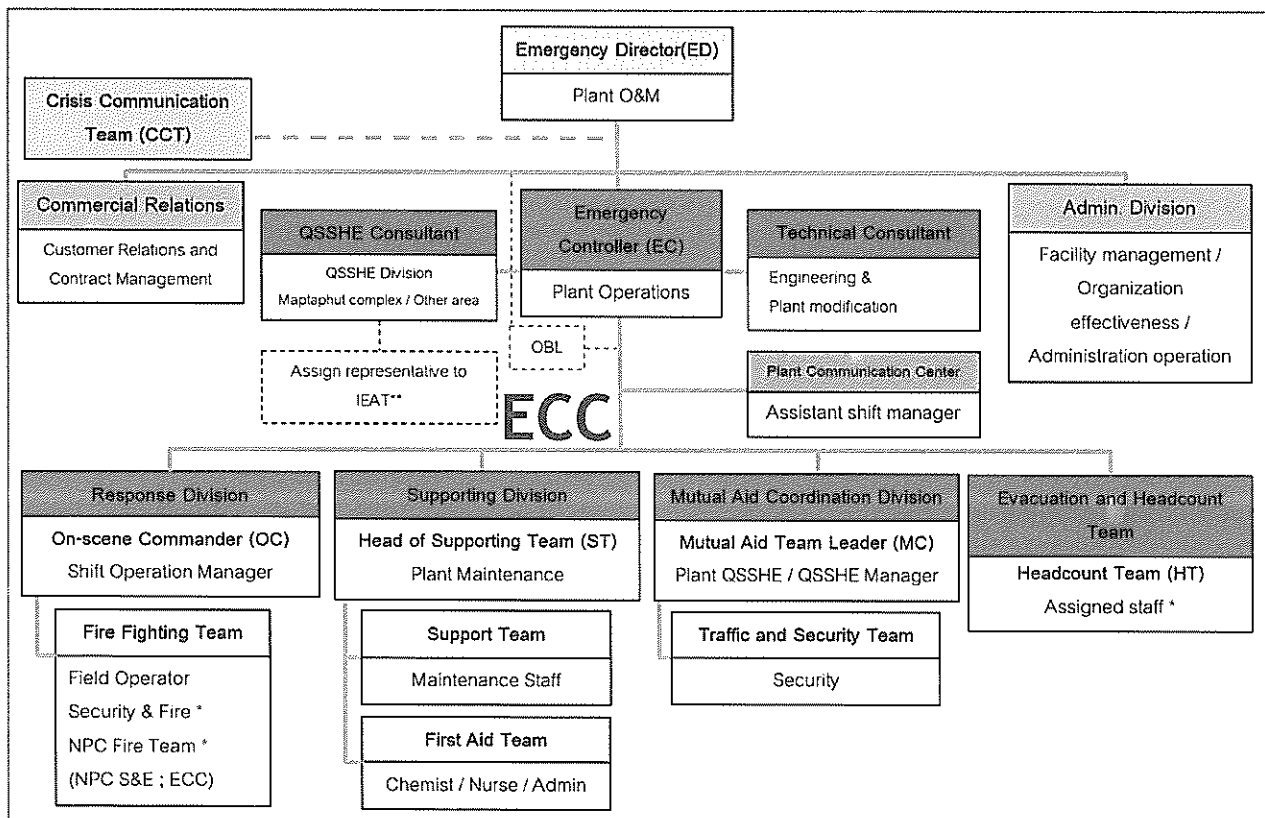 Emergency Director(ED)
Plant O&M
Crisis Communication
Team (CCT)
Commercial Relations
Customer Relations and
Contract Management
QSSHE Consultant
QSSHE Division
Maptaphut complex / Other area
Assign representative to
IEAT**
Emergency
Controller (EC)
Plant Operations
OBL
Technical Consultant
Engineering &
Plant modification
Plant Communication Center
Assistant shift manager
Admin. Division
Facility management /
Organization
effectiveness /
Administration operation
ECC
Response Division
On-scene Commander (OC)
Shift Operation Manager
Fire Fighting Team
Field Operator
Security & Fire *
NPC Fire Team *
(NPC S&E ; ECC)
Supporting Division
Head of Supporting Team (ST)
Plant Maintenance
Support Team
Maintenance Staff
First Aid Team
Chemist / Nurse / Admin
Mutual Aid Coordination Division
Mutual Aid Team Leader (MC)
Plant QSSHE / QSSHE Manager
Traffic and Security Team
Security
Evacuation and Headcount
Team
Headcount Team (HT)
Assigned staff *